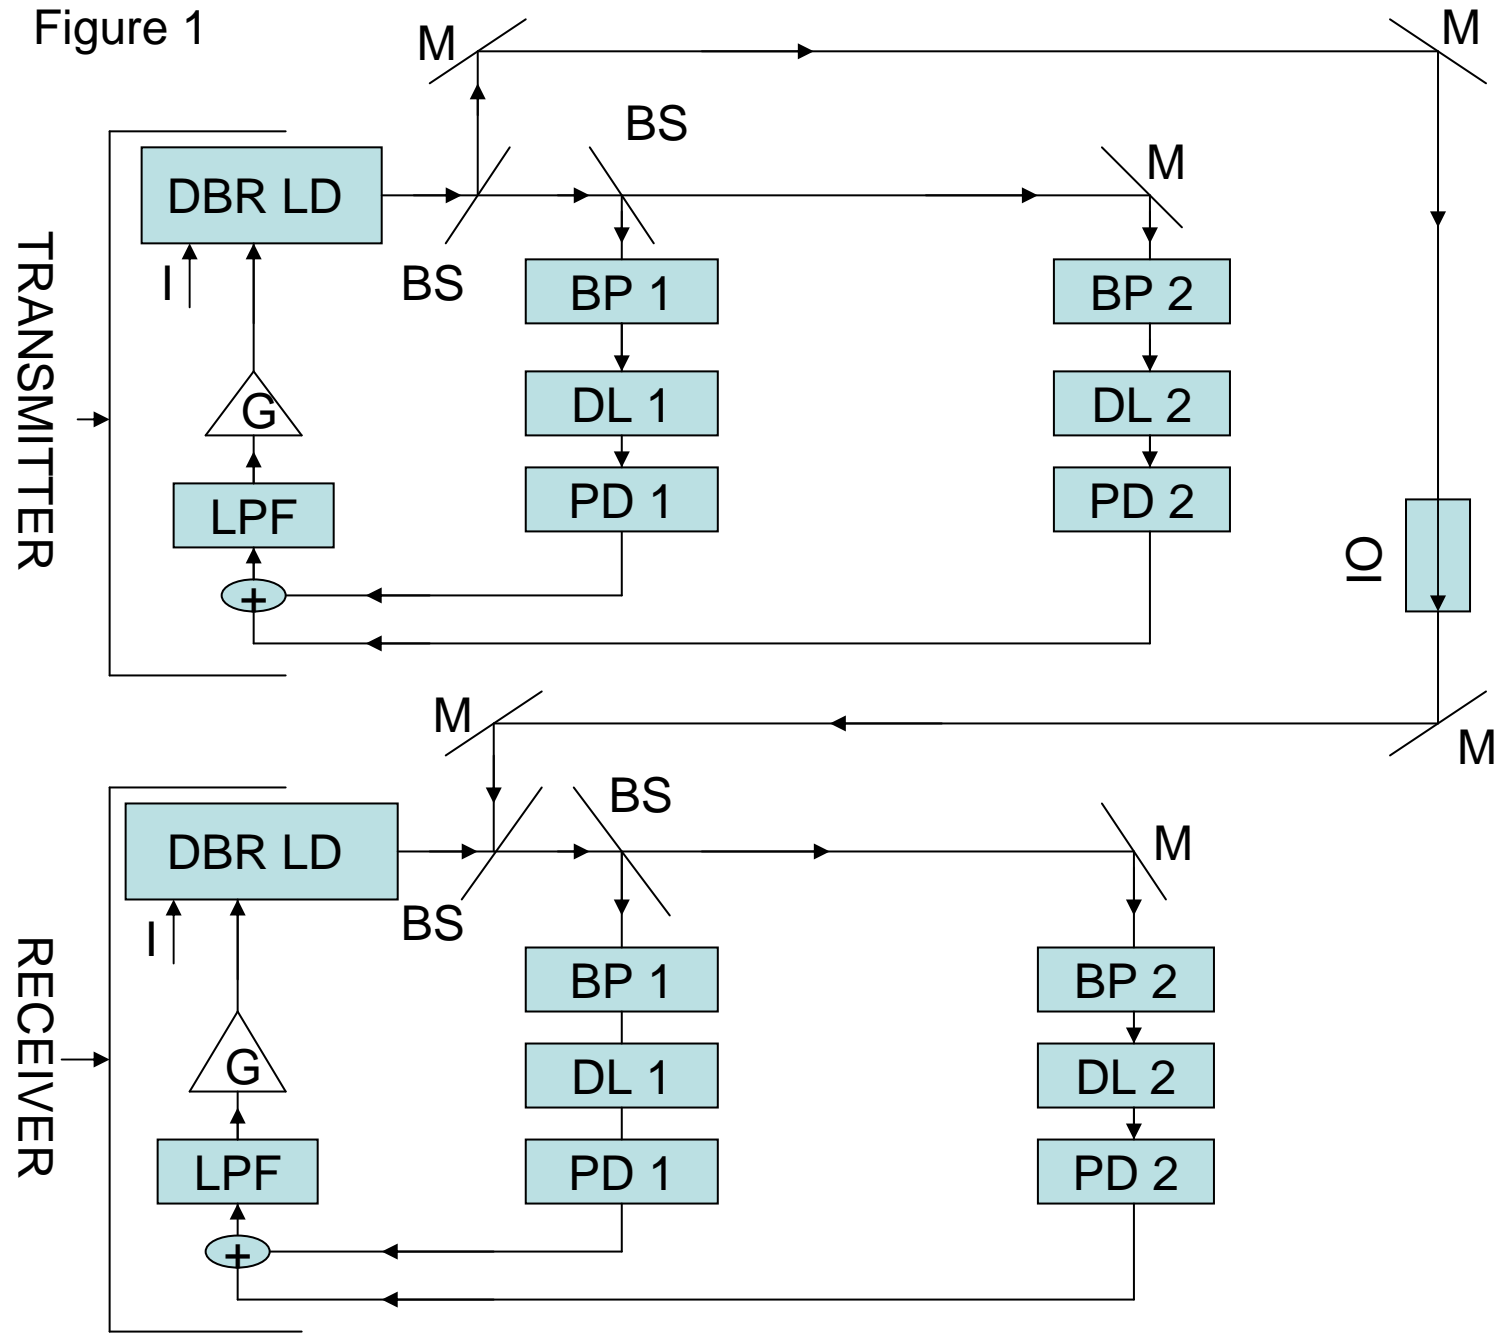 Figure 1
M
M
BS
M
DBR LD
BS
I
TRANSMITTER
BP 1
BP 2
G
DL 1
DL 2
LPF
PD 1
PD 2
IO
+
M
M
BS
DBR LD
M
BS
I
RECEIVER
BP 1
BP 2
G
DL 1
DL 2
LPF
PD 1
PD 2
+